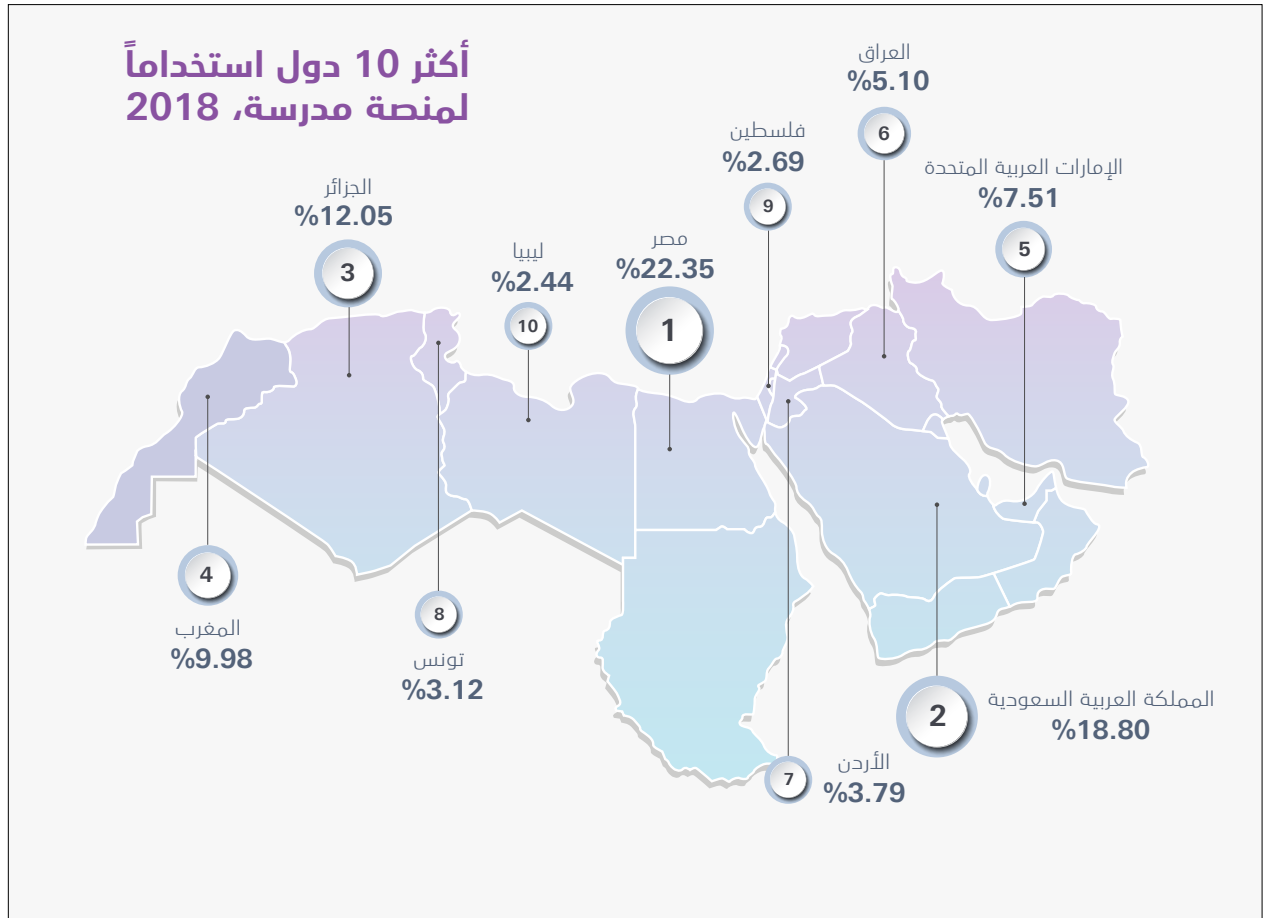 أكثر 10 دول استخداماً
لمنصة مدرسة، 2018
العراق
%5.10
6
فلسطين
%2.69
9
الإمارات العربية المتحدة
%7.51
5
الجزائر
%12.05
3
مصر
%22.35
1
ليبيا
%2.44
10
4
المغرب
%9.98
8
تونس
%3.12
2
المملكة العربية السعودية
%18.80
7
الأردن
%3.79